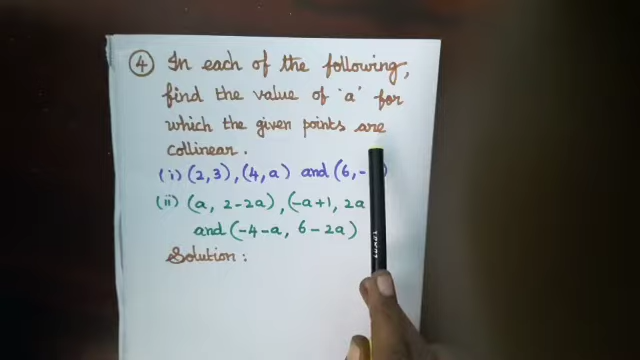 ④ In each of the following,
find the value of 'a' for
which the given points are
collinear.
(i) (2,3), (4, a) and (6, - )
(ii) (a, 2-2a), (-a+1, 2a
and (-4-a, 6-2a)
Solution: